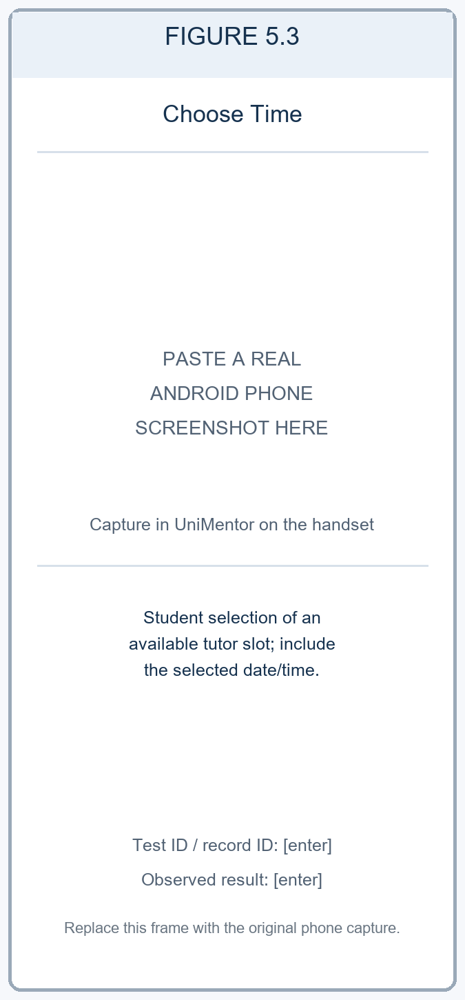 FIGURE 5.3
Choose Time
PASTE A REAL
ANDROID PHONE
SCREENSHOT HERE
Capture in UniMentor on the handset
Student selection of an
available tutor slot; include
the selected date/time.
Test ID / record ID: [enter]
Observed result: [enter]
Replace this frame with the original phone capture.